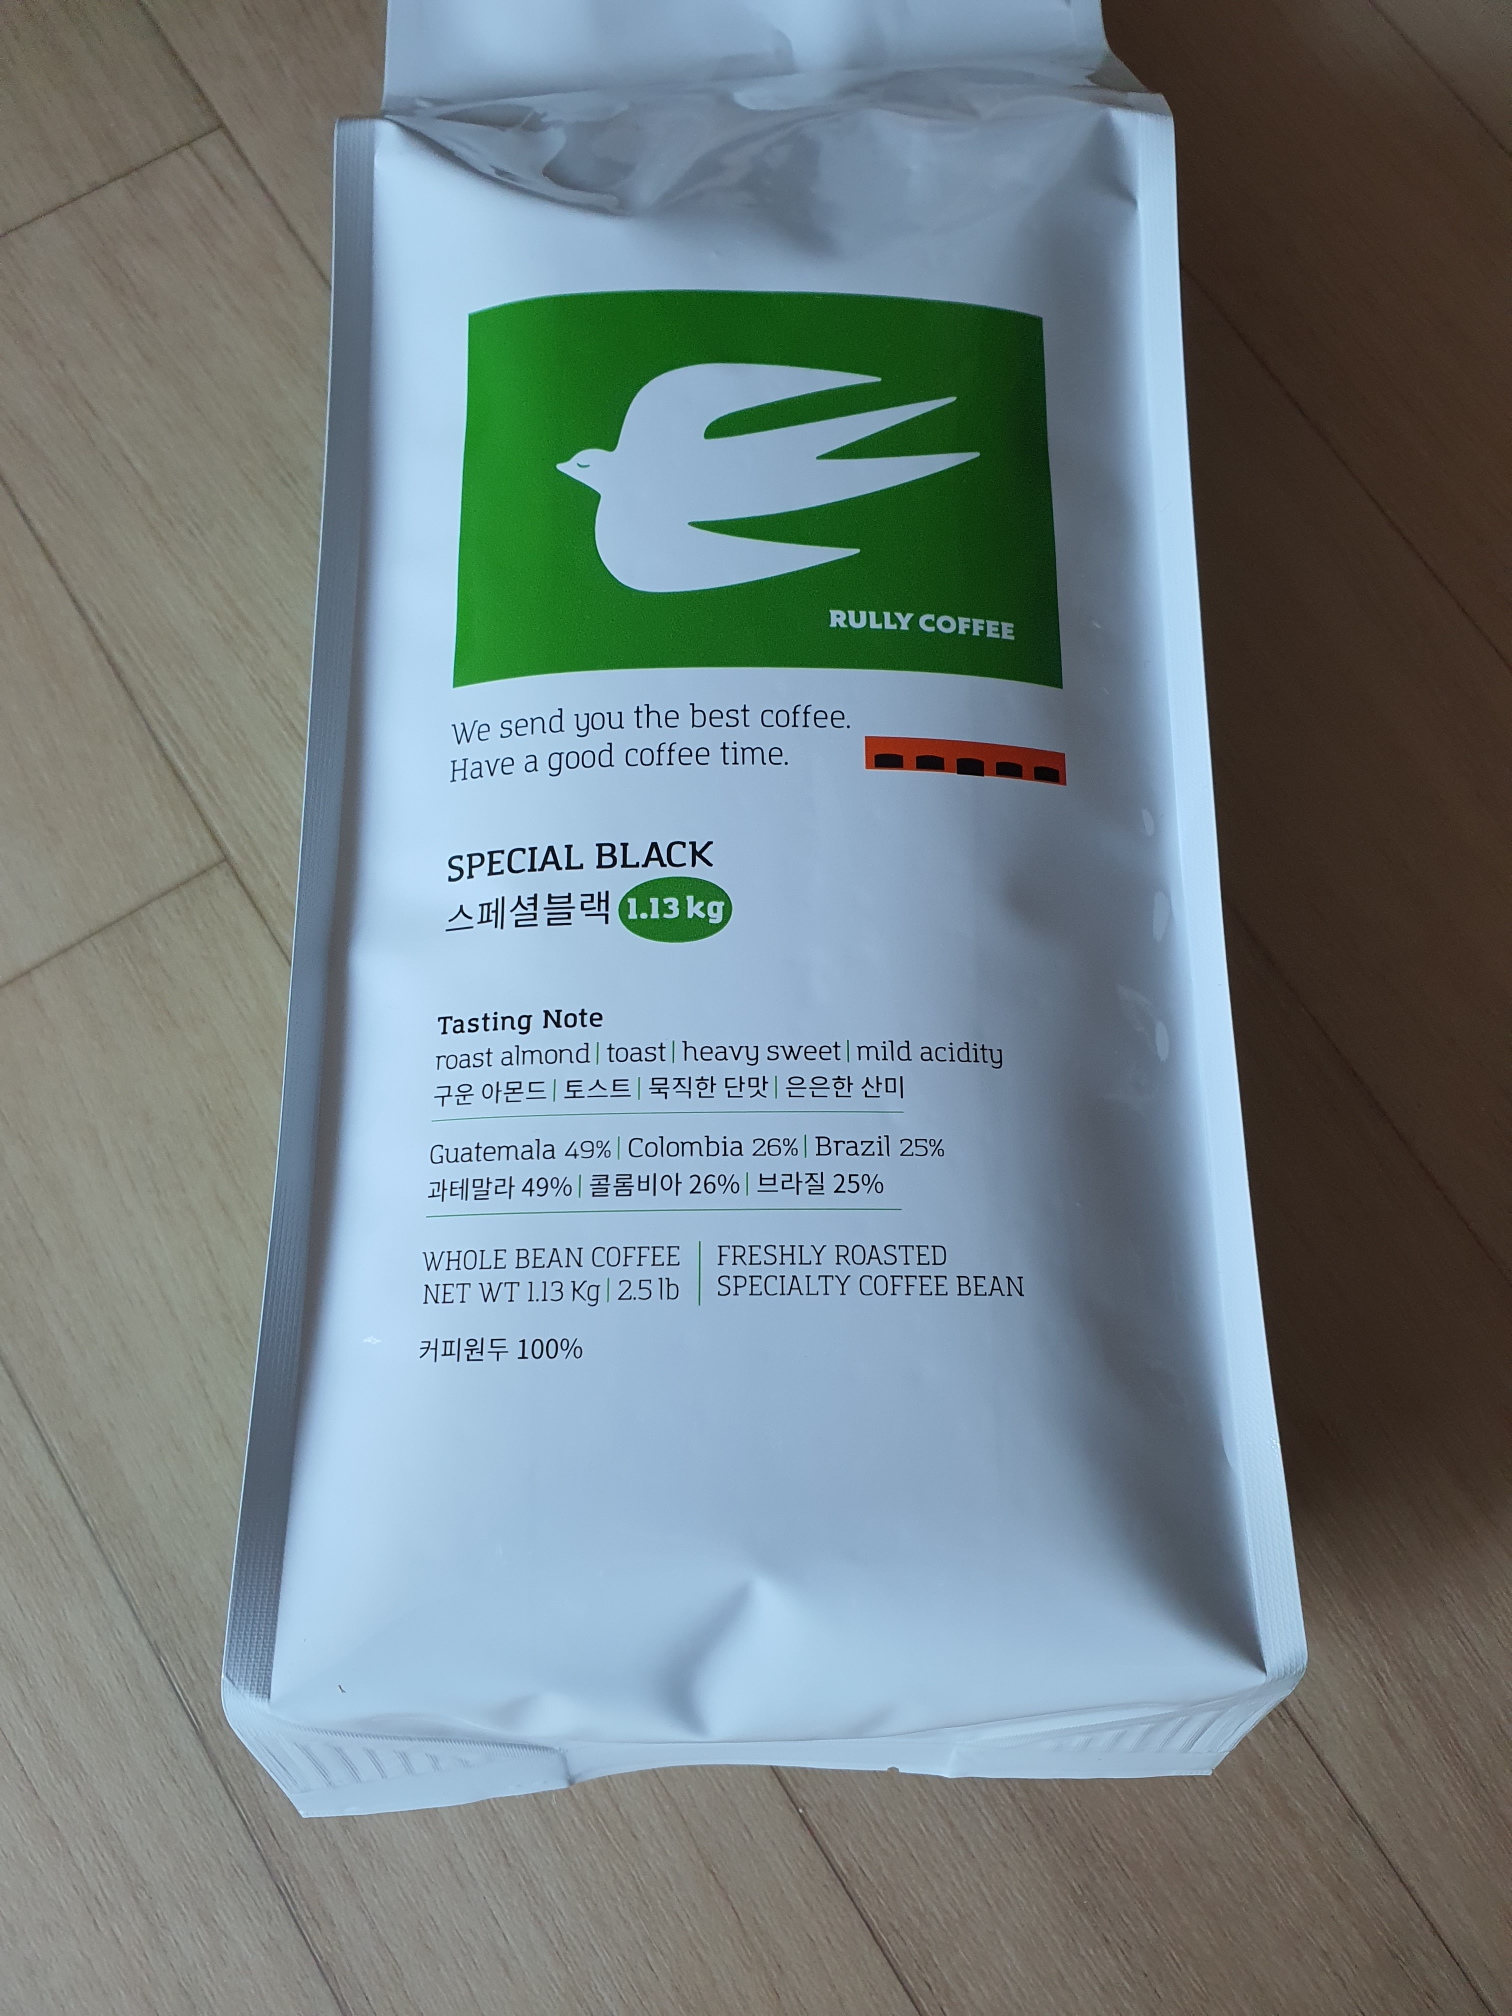 RULLY COFFEE
We send you the best coffee.
Have a good coffee time.
SPECIAL BLACK
스페셜블랙 1.13 kg
Tasting Note
roast almond | toast | heavy sweet | mild acidity
구운 아몬드 | 토스트 | 묵직한 단맛 | 은은한 산미
Guatemala 49% | Colombia 26% | Brazil 25%
과테말라 49% | 콜롬비아 26% | 브라질 25%
WHOLE BEAN COFFEE
NET WT 1.13 Kg | 2.5 lb
FRESHLY ROASTED
SPECIALTY COFFEE BEAN
커피원두 100%